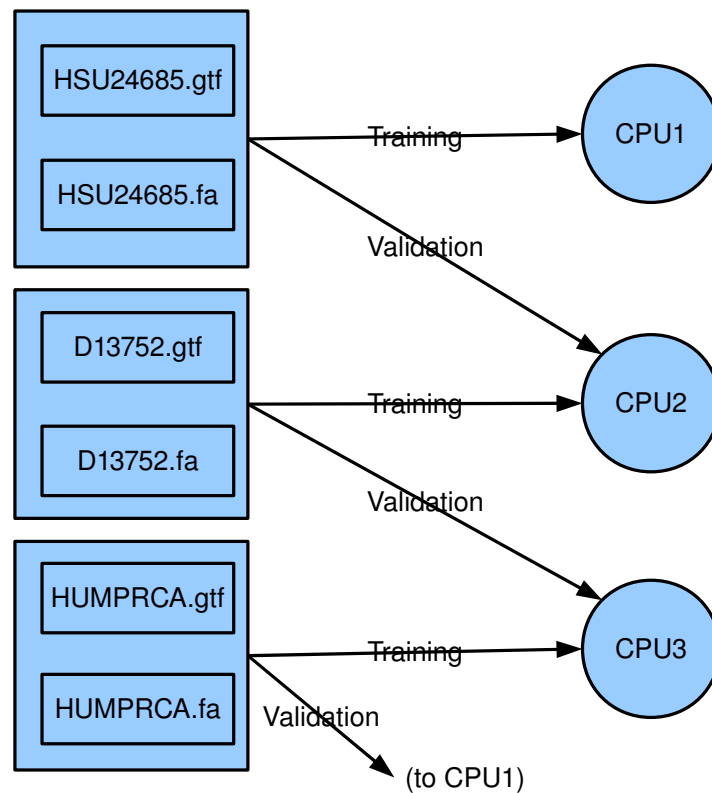 HSU24685.gtf
HSU24685.fa
Training
CPU1
Validation
D13752.gtf
D13752.fa
Training
CPU2
Validation
HUMPRCA.gtf
HUMPRCA.fa
Training
CPU3
Validation
(to CPU1)